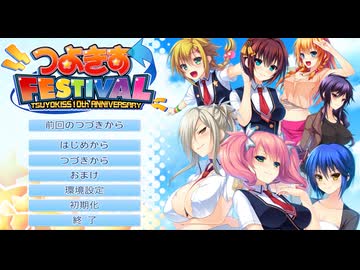 つよきす
FESTIVAL
TSUYOKISS 10th ANNIVERSARY
前回のつづきから
はじめから
つづきから
おまけ
環境設定
初期化
終 了